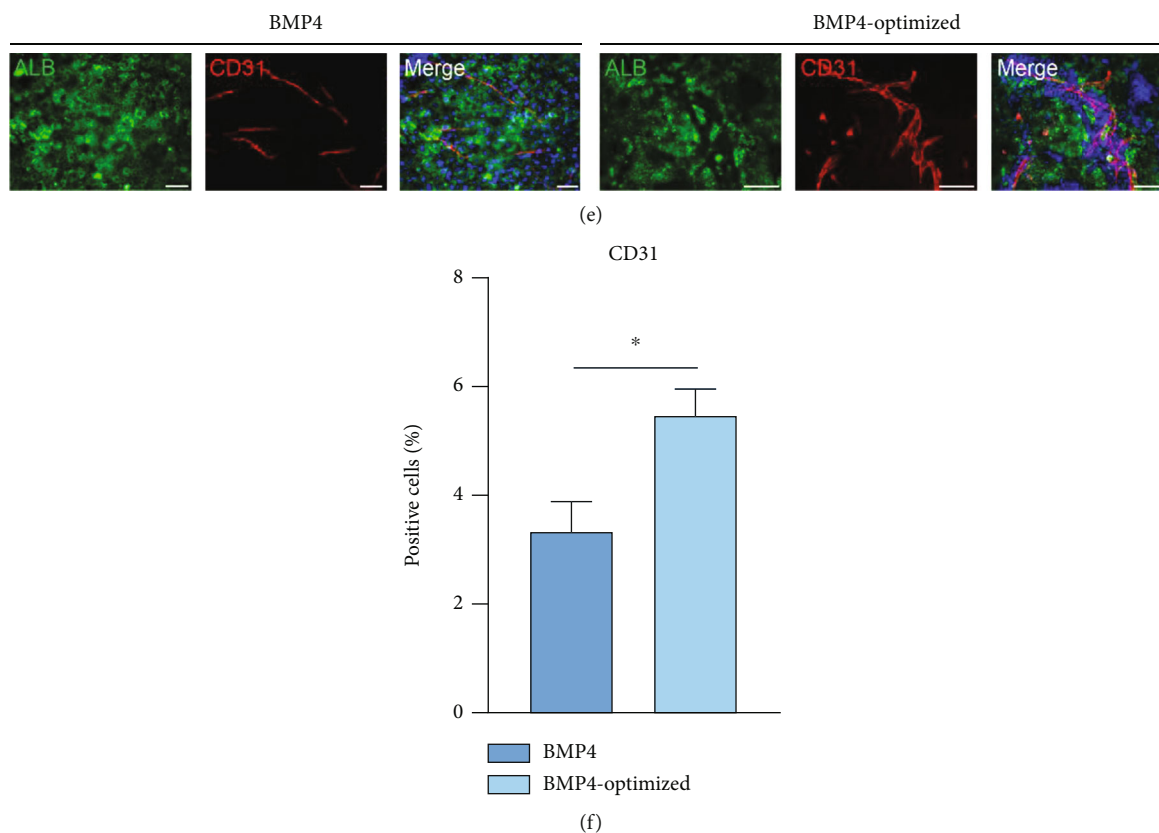 BMP4
BMP4-optimized
ALB
CD31
Merge
ALB
CD31
Merge
(e)
CD31
8
6
4
2
0
Positive cells (%)
*
BMP4
BMP4-optimized
(f)